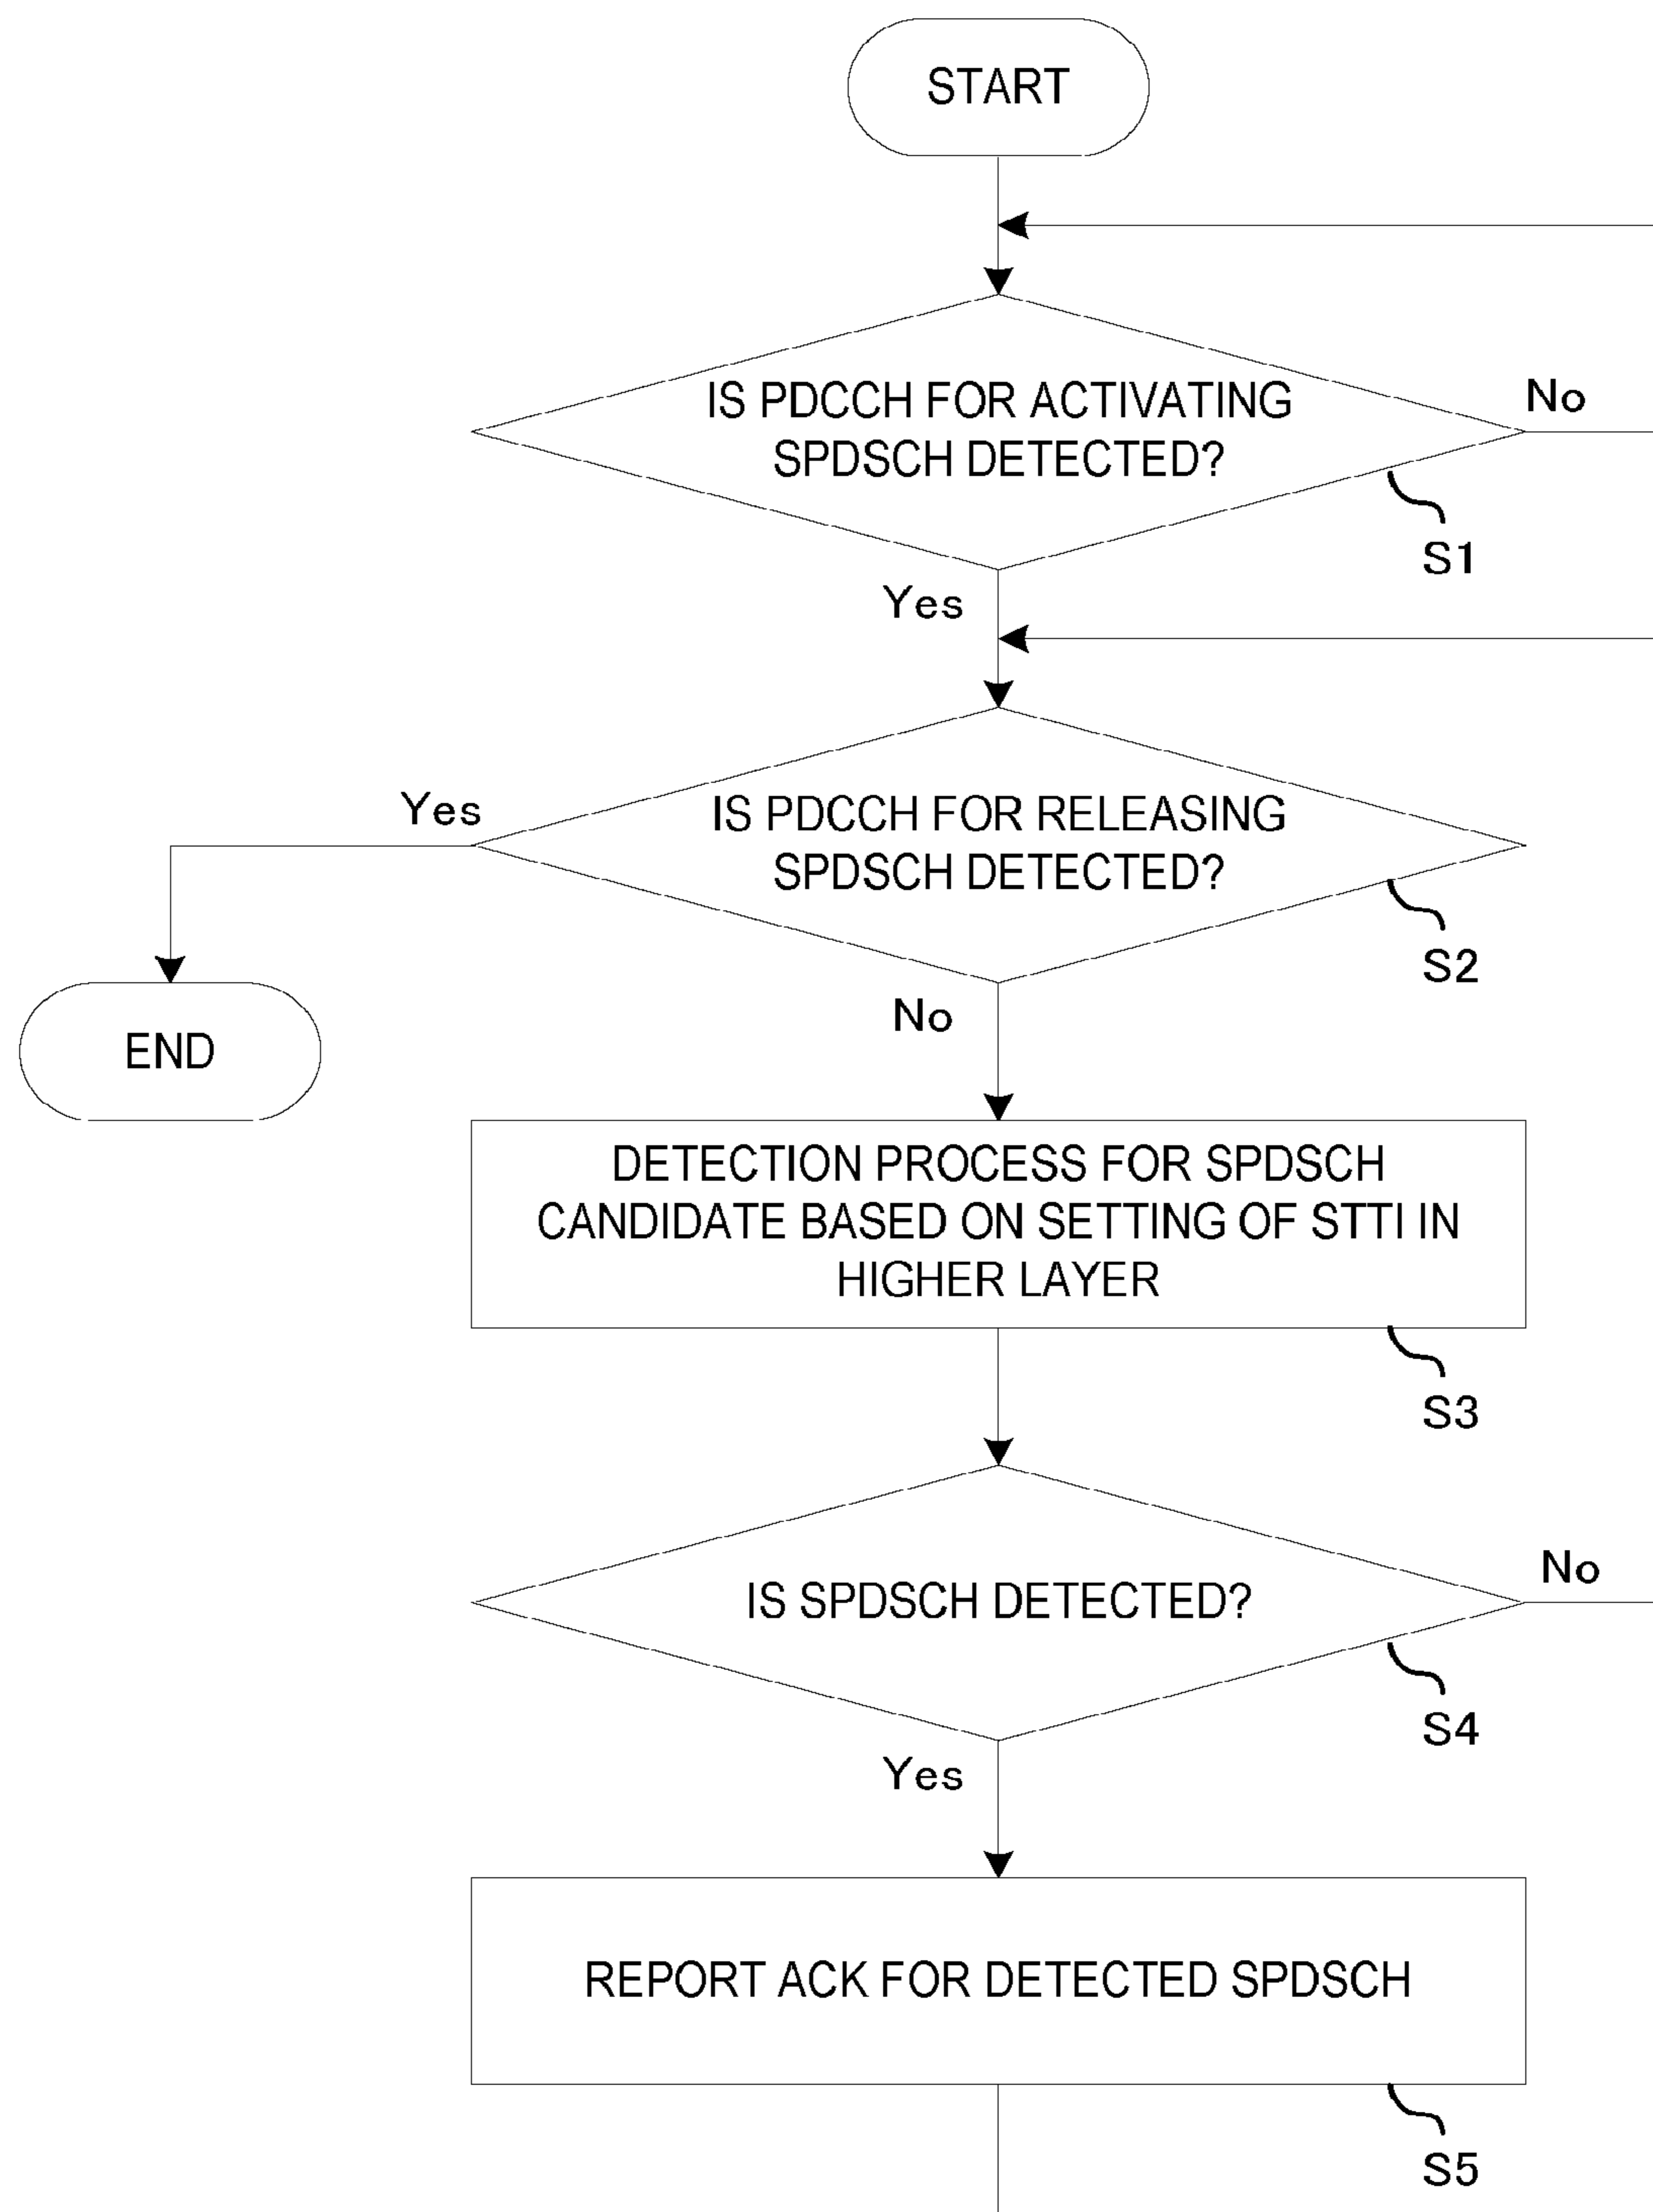 START
IS PDCCH FOR ACTIVATING
SPDSCH DETECTED?
No
S1
Yes
IS PDCCH FOR RELEASING
SPDSCH DETECTED?
Yes
S2
END
No
DETECTION PROCESS FOR SPDSCH
CANDIDATE BASED ON SETTING OF STTI IN
HIGHER LAYER
S3
IS SPDSCH DETECTED?
No
S4
Yes
REPORT ACK FOR DETECTED SPDSCH
S5